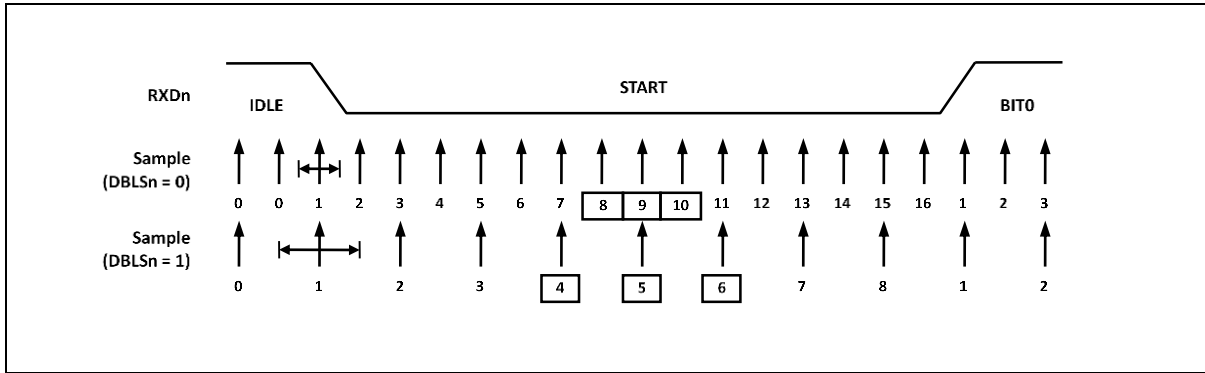 START
RXDn
IDLE
BIT0
Sample
(DBLSn = 0)
0 0 1 2 3 4 5 6 7 8 9 10 11 12 13 14 15 16 1 2 3
Sample
(DBLSn = 1)
0 1 2 3 4 5 6 7 8 1 2